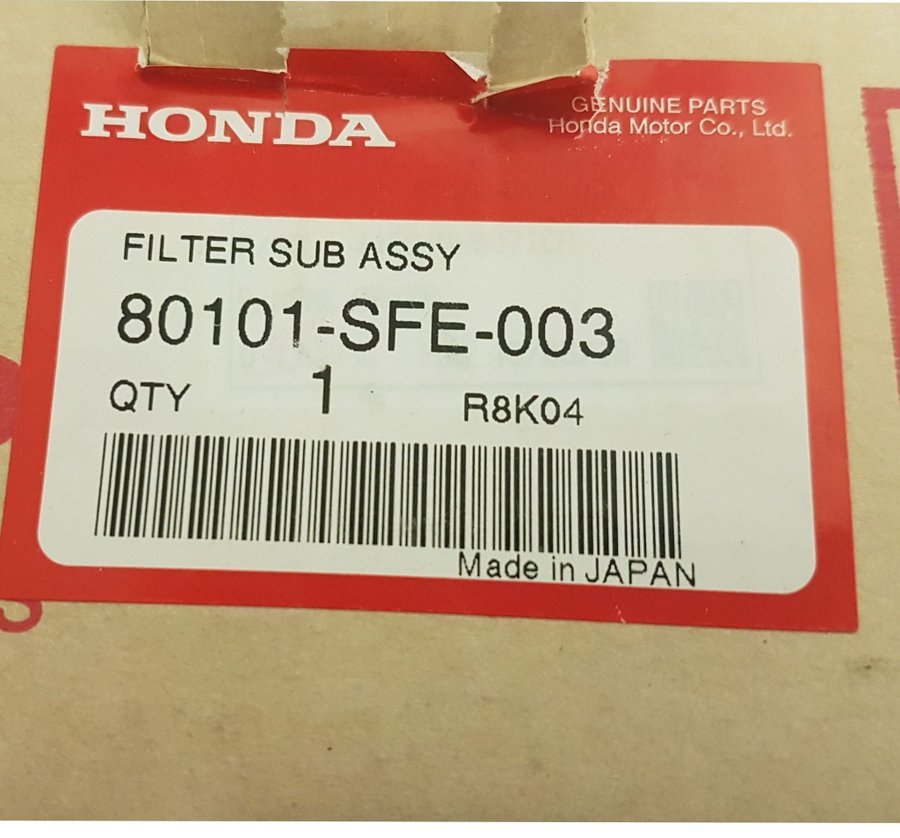 HONDA
GENUINE PARTS
Honda Motor Co., Ltd.
FILTER SUB ASSY
80101-SFE-003
QTY 1 R8K04
Made in JAPAN